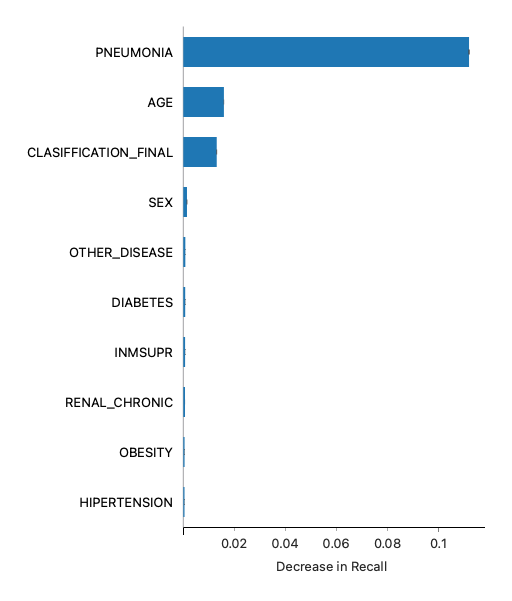 PNEUMONIA
AGE
CLASIFFICATION_FINAL
SEX
OTHER_DISEASE
DIABETES
INMSUPR
RENAL_CHRONIC
OBESITY
HIPERTENSION
0.02 0.04 0.06 0.08 0.1
Decrease in Recall